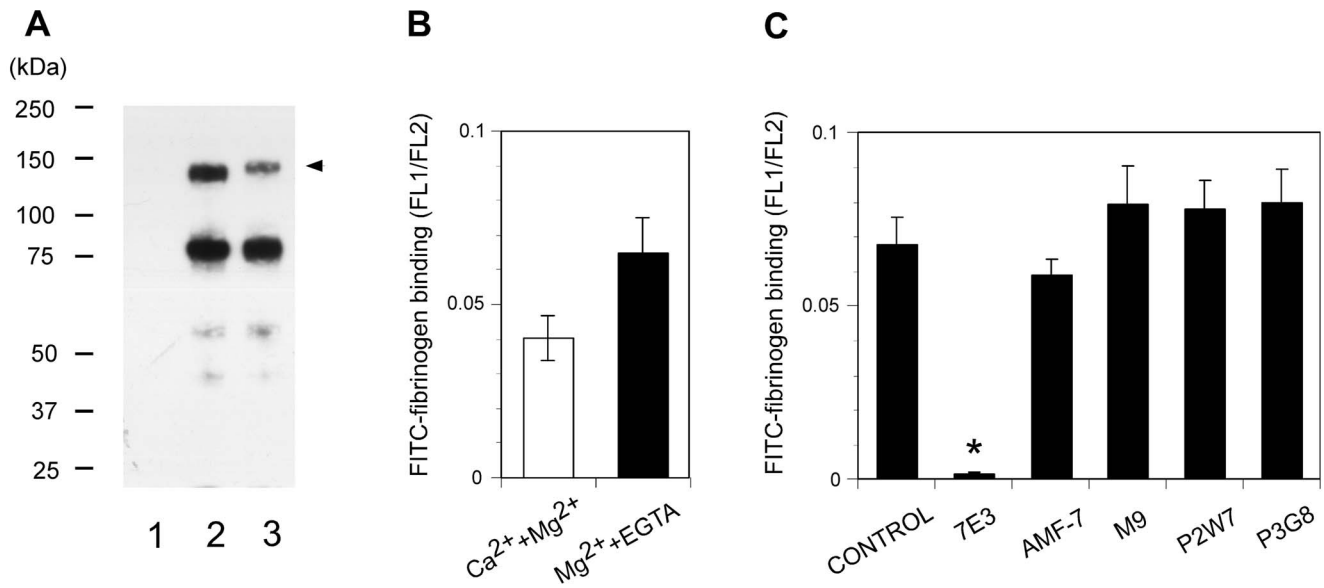 A
(kDa)
250
150
100
75
50
37
25
1 2 3
B
FITC-fibrinogen binding (FL1/FL2)
0.1
0.05
0
Ca2++Mg2+
Mg2++EGTA
C
FITC-fibrinogen binding (FL1/FL2)
0.1
0.05
0
*
CONTROL
7E3
AMF-7
M9
P2W7
P3G8